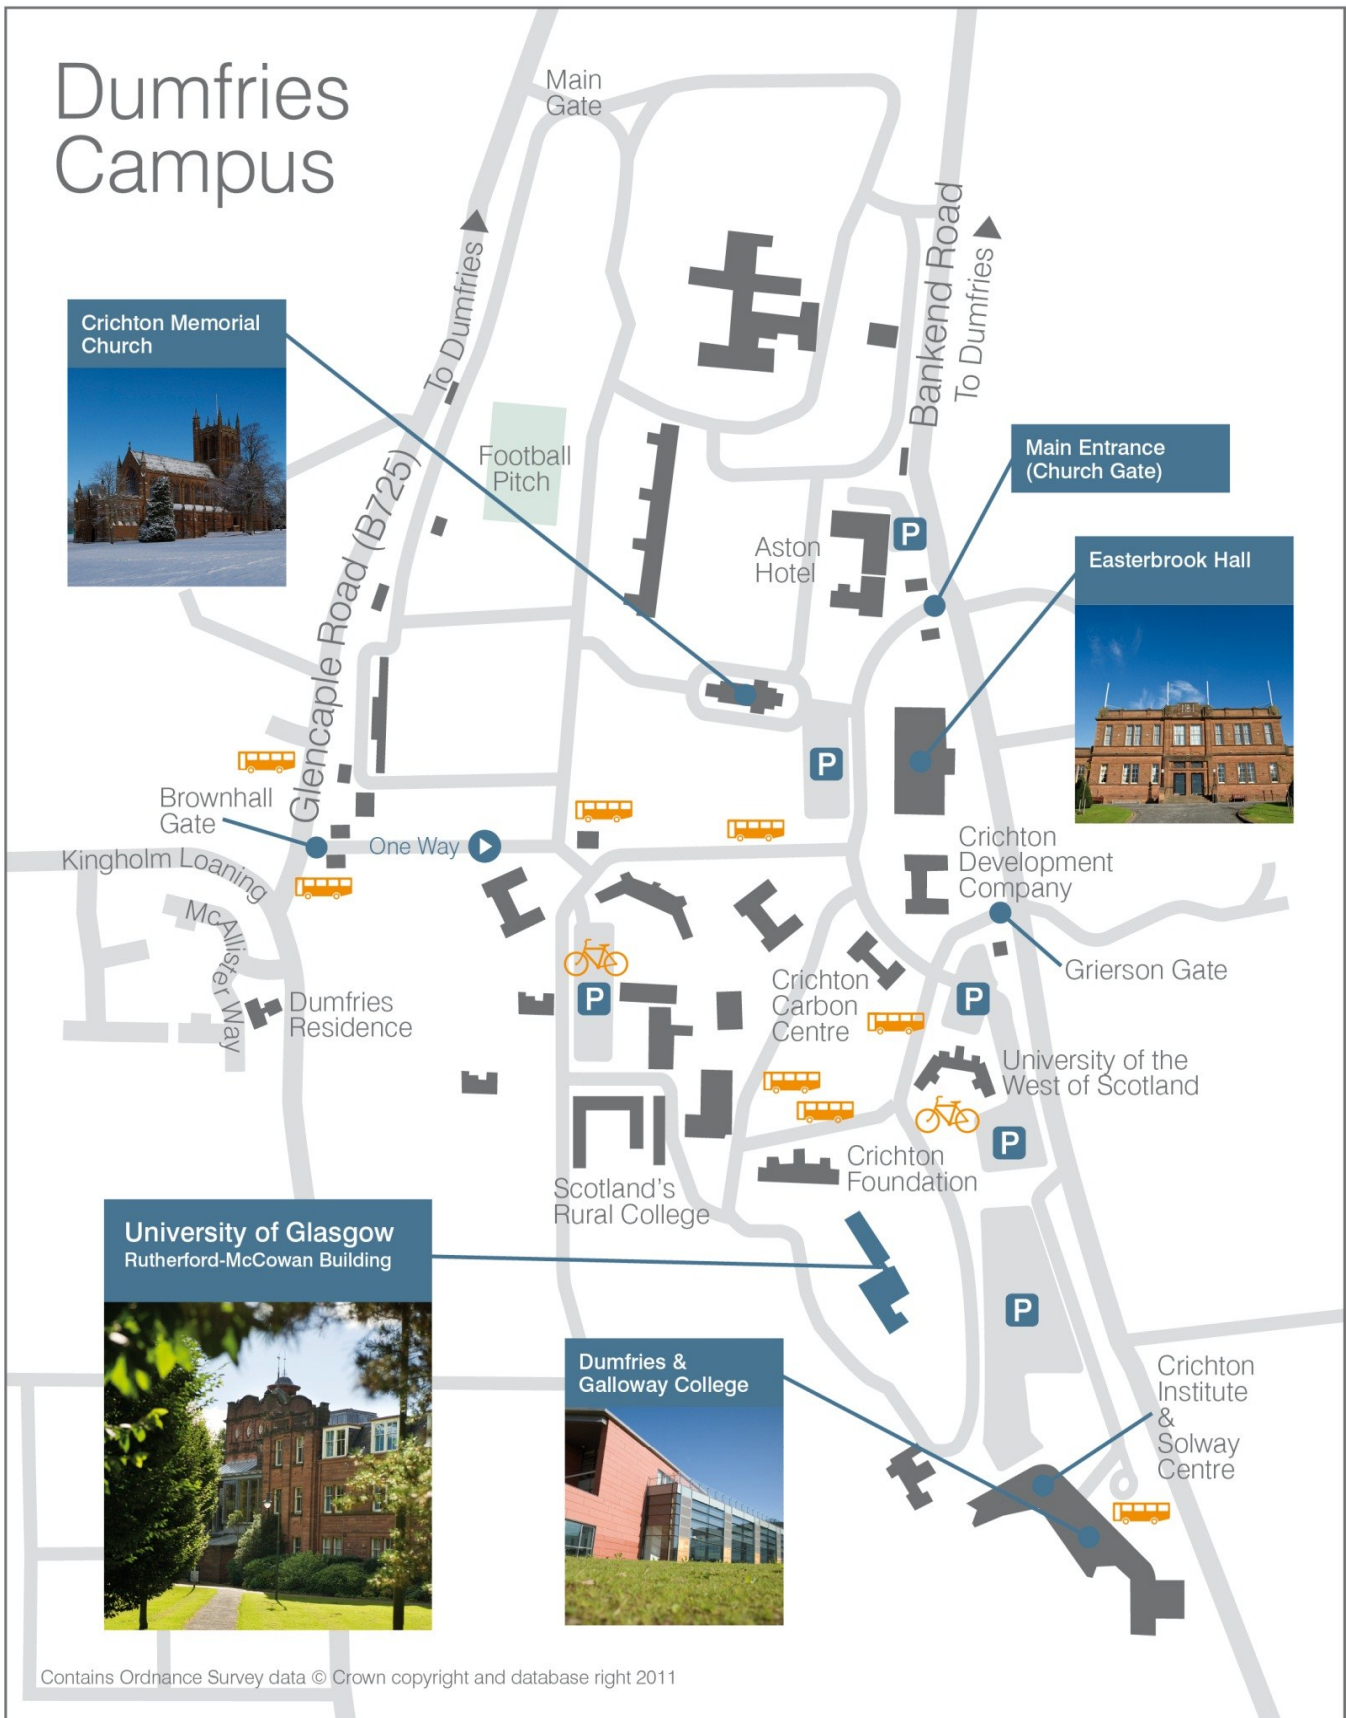 Dumfries
Campus
Main
Gate
To Dumfries
Bankend Road
To Dumfries
Crichton Memorial
Church
Glencaple Road (B725)
Football
Pitch
Main Entrance
(Church Gate)
P
Aston
Hotel
Easterbrook Hall
P
Brownhall
Gate
One Way
Kingholm Loaning
Crichton
Development
Company
McAllister Way
Grierson Gate
Dumfries
Residence
P
Crichton
Carbon
Centre
P
University of the
West of Scotland
P
Crichton
Foundation
Scotland's
Rural College
University of Glasgow
Rutherford-McCowan Building
P
Dumfries &
Galloway College
Crichton
Institute
&
Solway
Centre
Contains Ordnance Survey data © Crown copyright and database right 2011